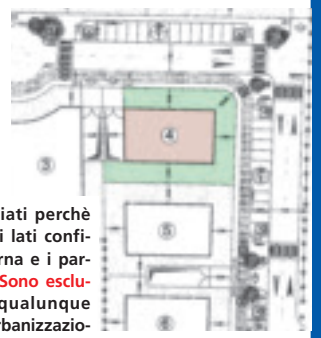 ④
③
⑤
⑥
iati perchè
i lati confi-
rna e i par-
Sono esclu-
qualunque
rbanizzazio-